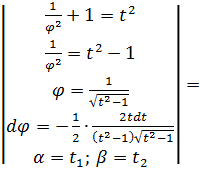 |1/φ² + 1 = t²
1/φ² = t² − 1
φ = 1/√(t²−1)
dφ = −1/2 · 2tdt/((t²−1)√(t²−1))
α = t₁; β = t₂| =